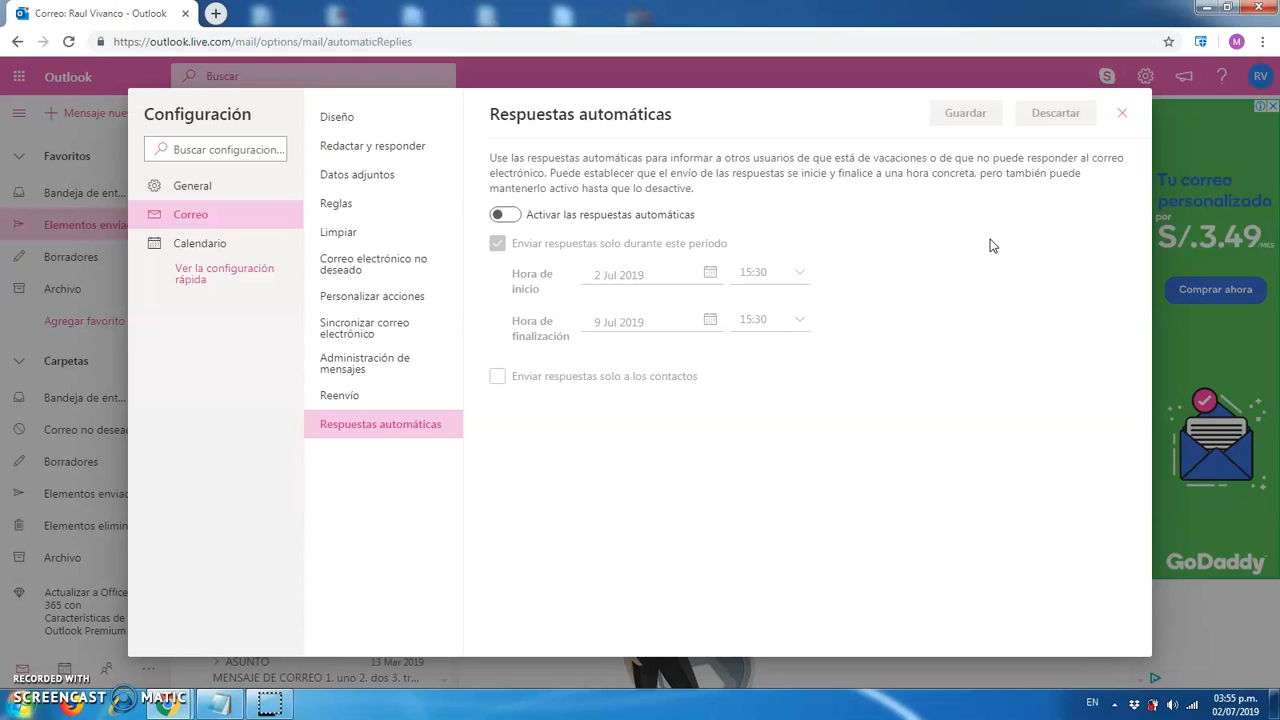 Correo: Raul Vivanco - Outlook
https://outlook.live.com/mail/options/mail/automaticReplies
M
Outlook
Buscar
RV
Mensaje nue
Favoritos
Bandeja de ent...
Elementos envia
Borradores
Archivo
Agregar favorito
Carpetas
Bandeja de ent...
Correo no desea
Borradores
Elementos enviac
Elementos elimin
Archivo
Actualizar a Office
365 con
Características de
Outlook Premium
Configuración
Buscar configuracion...
General
Correo
Calendario
Ver la configuración
rápida
Diseño
Redactar y responder
Datos adjuntos
Reglas
Limpiar
Correo electrónico no
deseado
Personalizar acciones
Sincronizar correo
electrónico
Administración de
mensajes
Reenvío
Respuestas automáticas
Respuestas automáticas
Guardar
Descartar
Use las respuestas automáticas para informar a otros usuarios de que está de vacaciones o de que no puede responder al correo
electrónico. Puede establecer que el envío de las respuestas se inicie y finalice a una hora concreta, pero también puede
mantenerlo activo hasta que lo desactive.
Activar las respuestas automáticas
Enviar respuestas solo durante este período
Hora de
inicio
2 Jul 2019
15:30
Hora de
finalización
9 Jul 2019
15:30
Enviar respuestas solo a los contactos
Tu correo
personalizado
por
S/.3.49
/MES
Comprar ahora
GoDaddy
ASUNTO
13 Mar 2019
MENSAJE DE CORREO 1. uno 2. dos 3. tr...
RECORDED WITH
SCREENCAST MATIC
EN
03:55 p.m.
02/07/2019